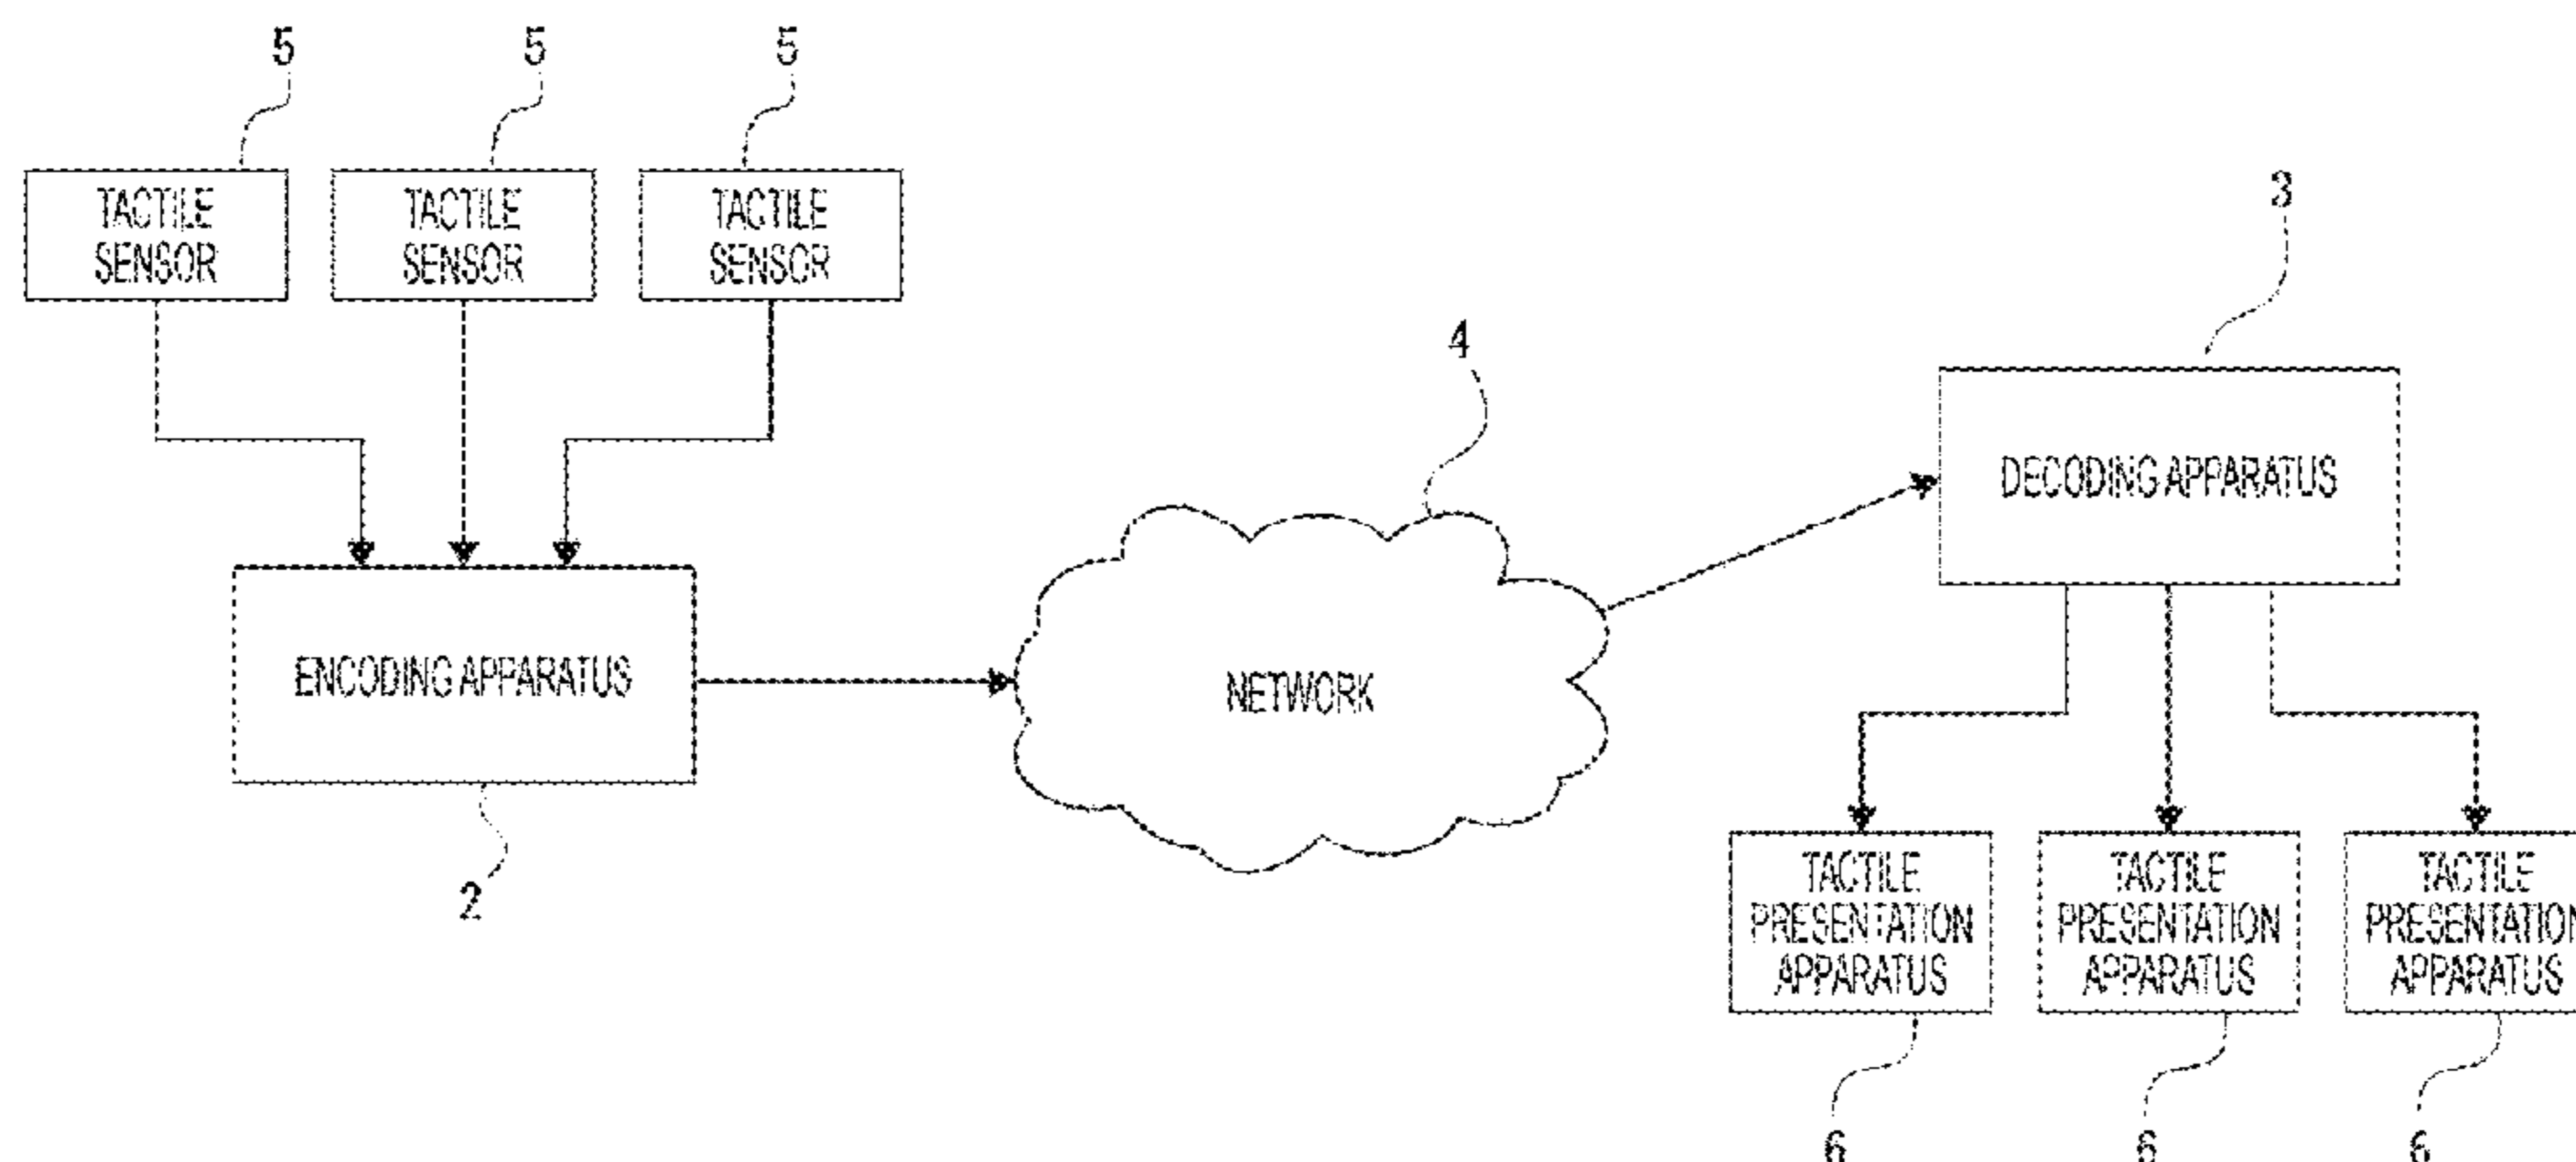 5 5 5
TACTILE SENSOR
TACTILE SENSOR
TACTILE SENSOR
3
4
DECODING APPARATUS
ENCODING APPARATUS
NETWORK
2
TACTILE
PRESENTATION
APPARATUS
TACTILE
PRESENTATION
APPARATUS
TACTILE
PRESENTATION
APPARATUS
6 6 6